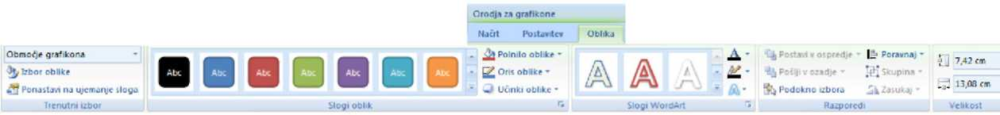 Orodja za grafikone
Načrt Postavitev Oblika
Območje grafikona
Izbor oblike
Ponastavi na ujemanje sloga
Trenutni izbor
Abc Abc Abc Abc Abc Abc Abc
Polnilo oblike
Oris oblike
Učinki oblike
Slogi oblik
A A A
Slogi WordArt
Postavi v ospredje
Pošlji v ozadje
Podokno izbora
Poravnaj
Skupina
Zasukaj
Razporedi
7,42 cm
13,08 cm
Velikost